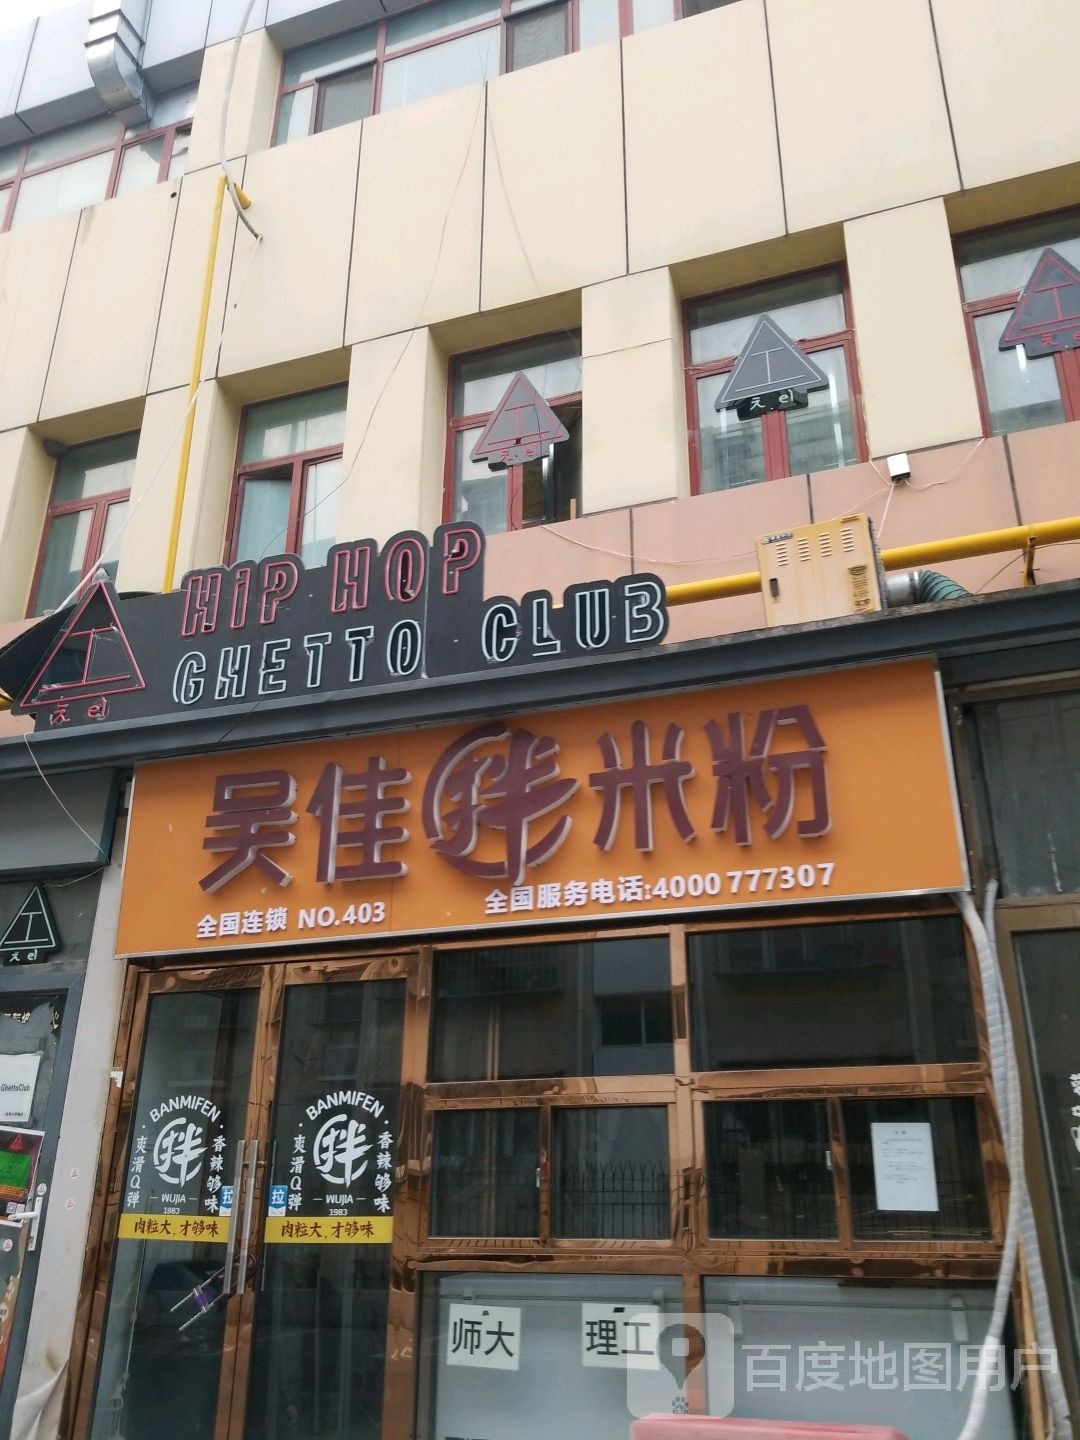 HIP HOP
GHETTO CLUB
吴佳拌米粉
全国连锁 NO.403
全国服务电话:4000 777307
GhettoClub
BANMIFEN
爽滑Q弹
拌
香辣够味
WUJIA
1983
肉粒大,才够味
拉
BANMIFEN
爽滑Q弹
拌
香辣够味
WUJIA
1983
肉粒大,才够味
拉
师大
理工
百度地图用户